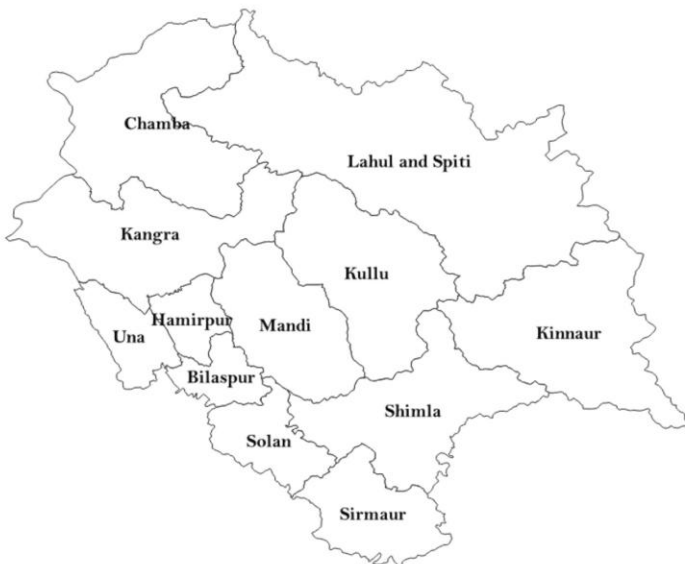 Chamba
Lahul and Spiti
Kangra
Kullu
Hamirpur
Mandi
Una
Kinnaur
Bilaspur
Shimla
Solan
Sirmaur